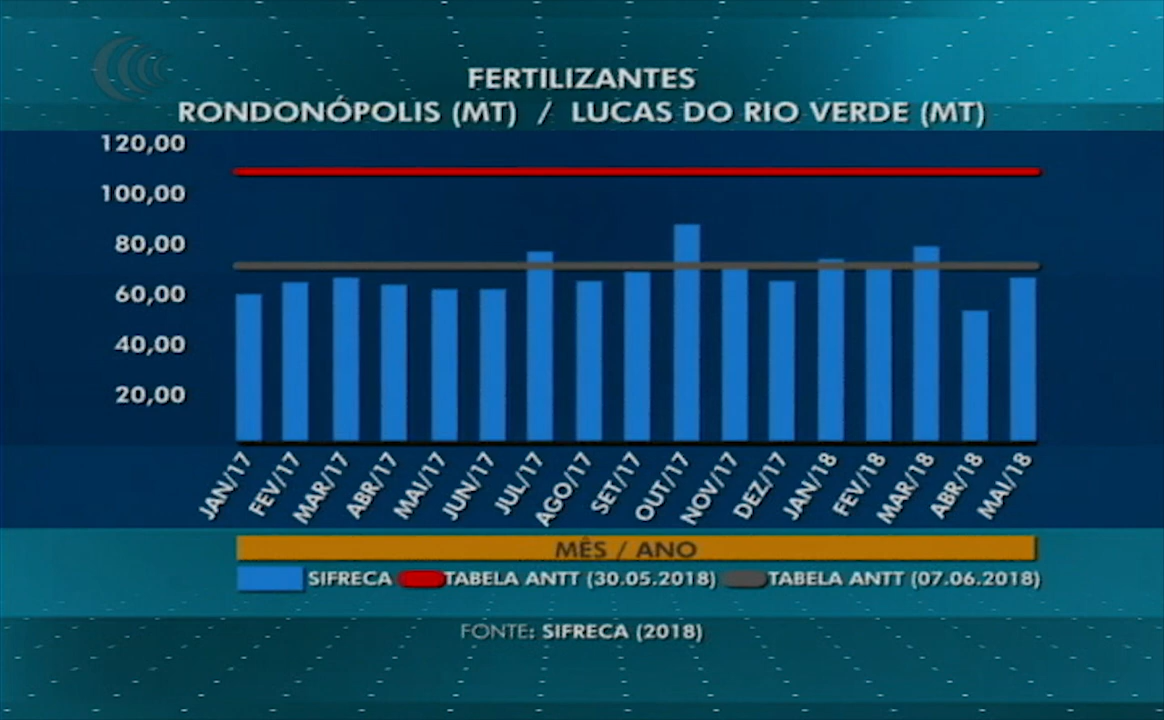 FERTILIZANTES
RONDONÓPOLIS (MT) / LUCAS DO RIO VERDE (MT)
120,00
100,00
80,00
60,00
40,00
20,00
JAN/17 FEV/17 MAR/17 ABR/17 MAI/17 JUN/17 JUL/17 AGO/17 SET/17 OUT/17 NOV/17 DEZ/17 JAN/18 FEV/18 MAR/18 ABR/18 MAI/18
MÊS / ANO
SIFRECA TABELA ANTT (30.05.2018) TABELA ANTT (07.06.2018)
FONTE: SIFRECA (2018)